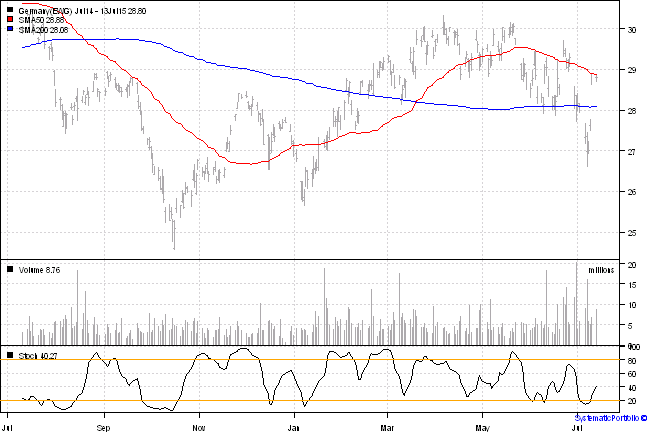 Germany(EWG) Jul14 - 13Jul15 28.80
SMA50 28.88
SMA200 28.08
30
29
28
27
26
25
Volume 8.76
millions
20
15
10
5
0
Stoch 40.27
100
80
60
40
20
Jul
Sep
Nov
Jan
Mar
May
Jul
SystematicPortfolio ©